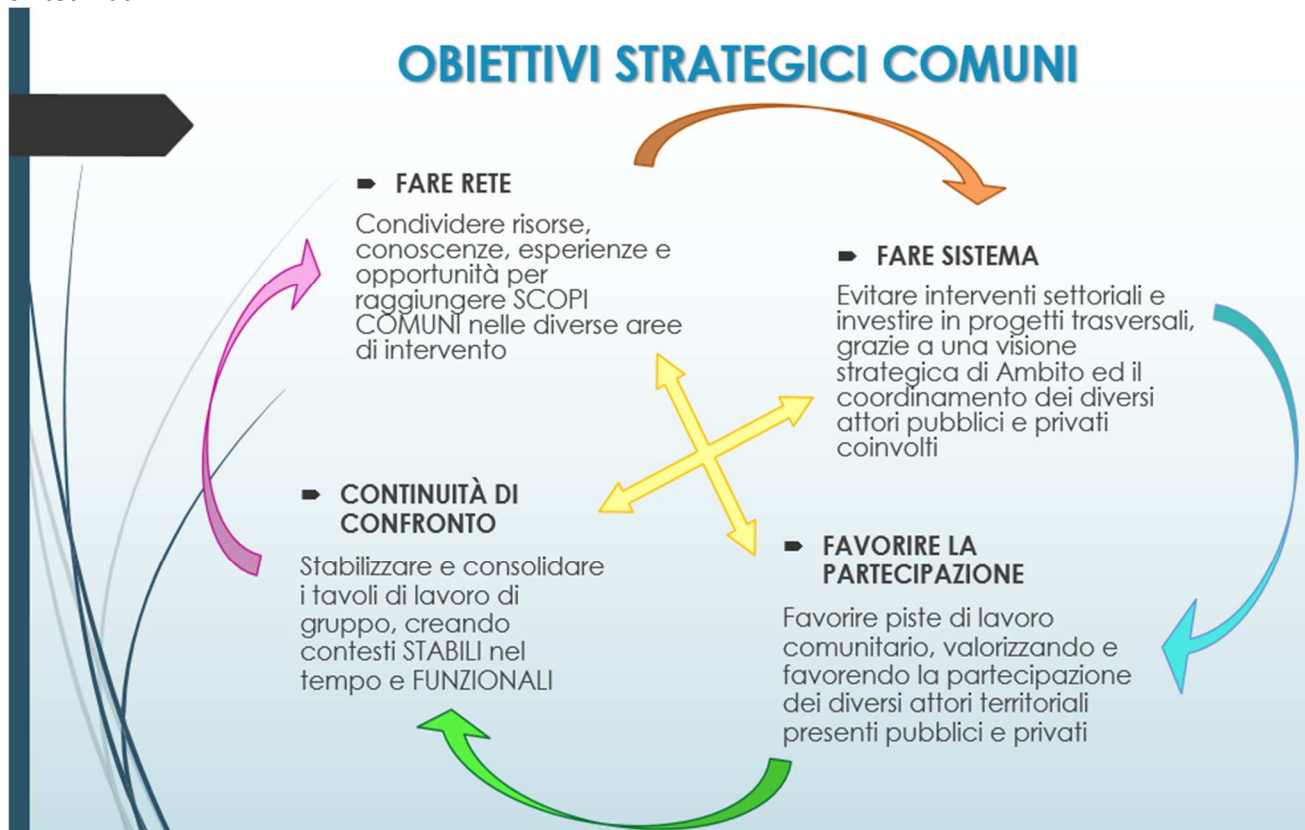 OBIETTIVI STRATEGICI COMUNI
FARE RETE
Condividere risorse,
conoscenze, esperienze e
opportunità per
raggiungere SCOPI
COMUNI nelle diverse aree
di intervento
FARE SISTEMA
Evitare interventi settoriali e
investire in progetti trasversali,
grazie a una visione
strategica di Ambito ed il
coordinamento dei diversi
attori pubblici e privati
coinvolti
CONTINUITÀ DI
CONFRONTO
Stabilizzare e consolidare
i tavoli di lavoro di
gruppo, creando
contesti STABILI nel
tempo e FUNZIONALI
FAVORIRE LA
PARTECIPAZIONE
Favorire piste di lavoro
comunitario, valorizzando e
favorendo la partecipazione
dei diversi attori territoriali
presenti pubblici e privati